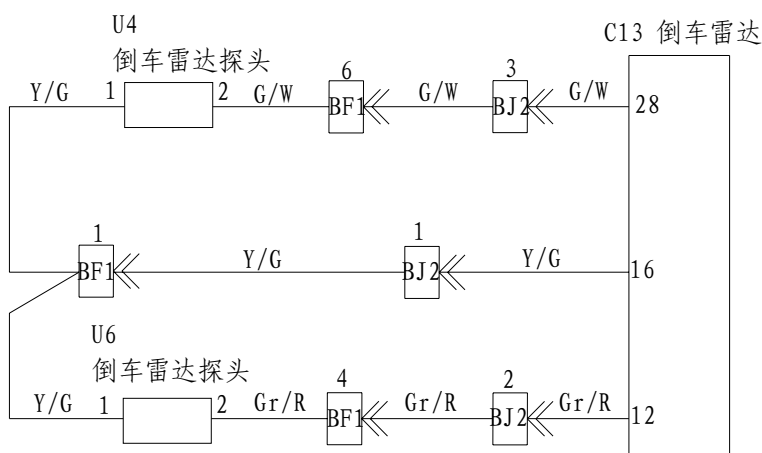 U4
倒车雷达探头
C13 倒车雷达
6
3
Y/G 1 2 G/W BF1 G/W BJ2 G/W 28
1
1
BF1 Y/G BJ2 Y/G 16
U6
倒车雷达探头
4
2
Y/G 1 2 Gr/R BF1 Gr/R BJ2 Gr/R 12